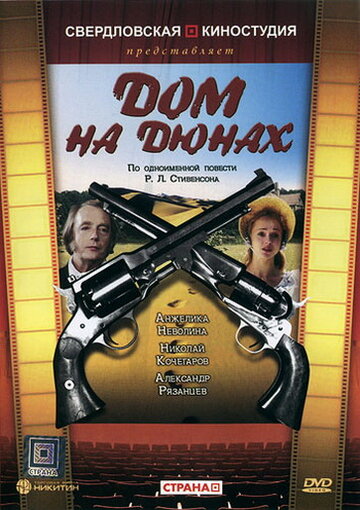 СВЕРДЛОВСКАЯ КИНОСТУДИЯ
представляет
ДОМ
НА ДЮНАХ
По одноименной повести
Р. Л. Стивенсона
Анжелика
Неволина
Николай
Кочегаров
Александр
Рязанцев
СТРАНА
НИКИТИН
СТРАНА
DVD
VIDEO